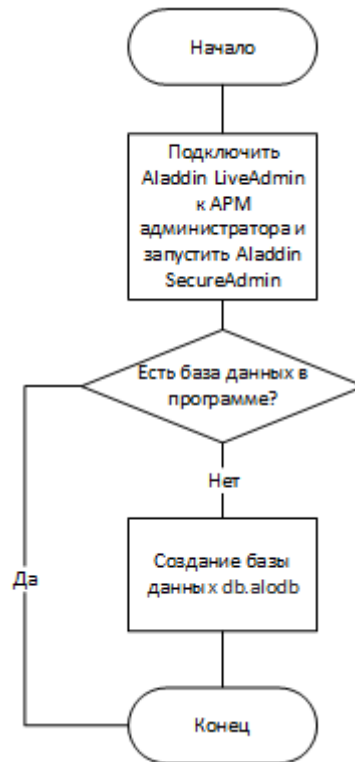 Начало
Подключить
Aladdin LiveAdmin
к АРМ
администратора и
запустить Aladdin
SecureAdmin
Есть база данных в
программе?
Нет
Да
Создание базы
данных db.alodb
Конец